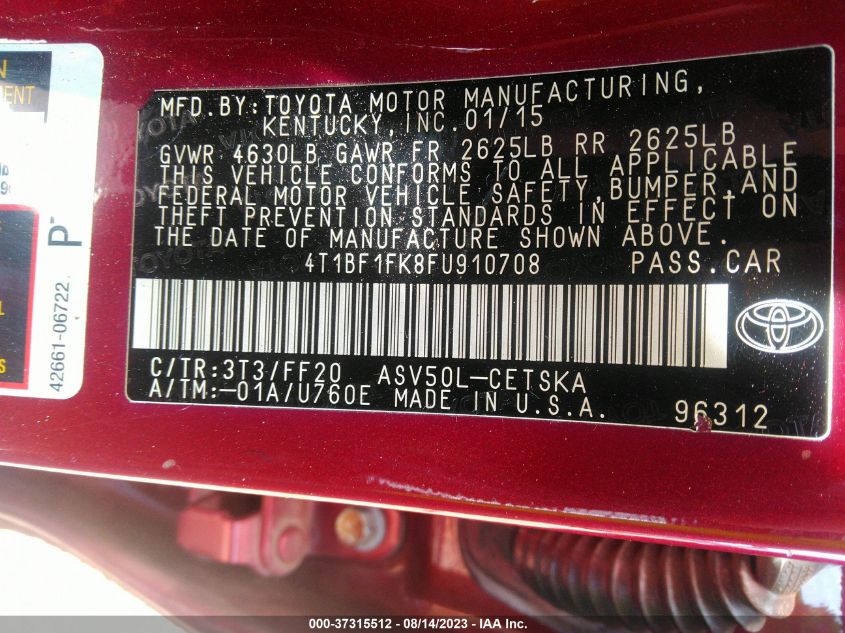 MFD.BY:TOYOTA MOTOR MANUFACTURING,
KENTUCKY,INC.01/15
GVWR 4630LB GAWR FR 2625LB RR 2625LB
THIS VEHICLE CONFORMS TO ALL APPLICABLE
FEDERAL MOTOR VEHICLE SAFETY,BUMPER,AND
THEFT PREVENTION STANDARDS IN EFFECT ON
THE DATE OF MANUFACTURE SHOWN ABOVE.
4T1BF1FK8FU910708 PASS.CAR
C/TR:3T3/FF20 ASV50L-CETSKA
A/TM:-01A/U760E MADE IN U.S.A. 96312
42661-06722
000-37315512 - 08/14/2023 - IAA Inc.